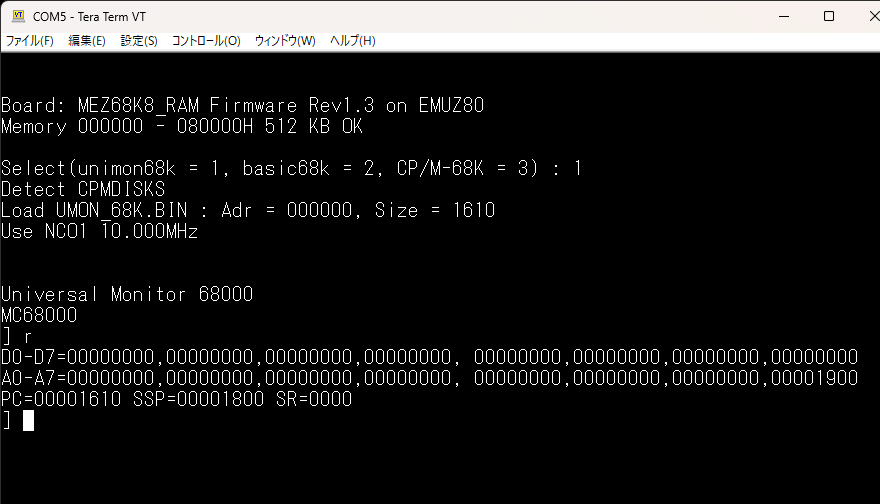 COM5 - Tera Term VT
ファイル(F) 編集(E) 設定(S) コントロール(O) ウィンドウ(W) ヘルプ(H)
Board: MEZ68K8_RAM Firmware Rev1.3 on EMUZ80
Memory 000000 - 080000H 512 KB OK
Select(unimon68k = 1, basic68k = 2, CP/M-68K = 3) : 1
Detect CPMDISKS
Load UMON_68K.BIN : Adr = 000000, Size = 1610
Use NCO1 10.000MHz
Universal Monitor 68000
MC68000
] r
D0-D7=00000000,00000000,00000000,00000000, 00000000,00000000,00000000,00000000
A0-A7=00000000,00000000,00000000,00000000, 00000000,00000000,00000000,00001900
PC=00001610 SSP=00001800 SR=0000
]